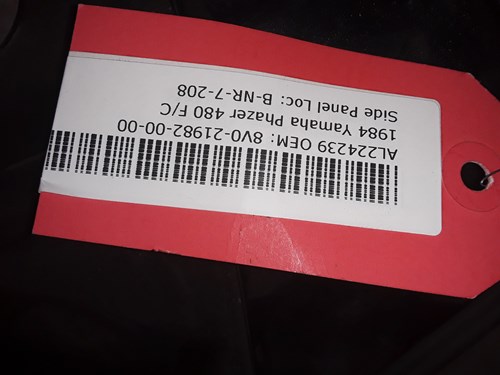 AL224239 OEM: 8V0-21982-00-00
1984 Yamaha Phazer 480 F/C
Side Panel Loc: B-NR-7-208